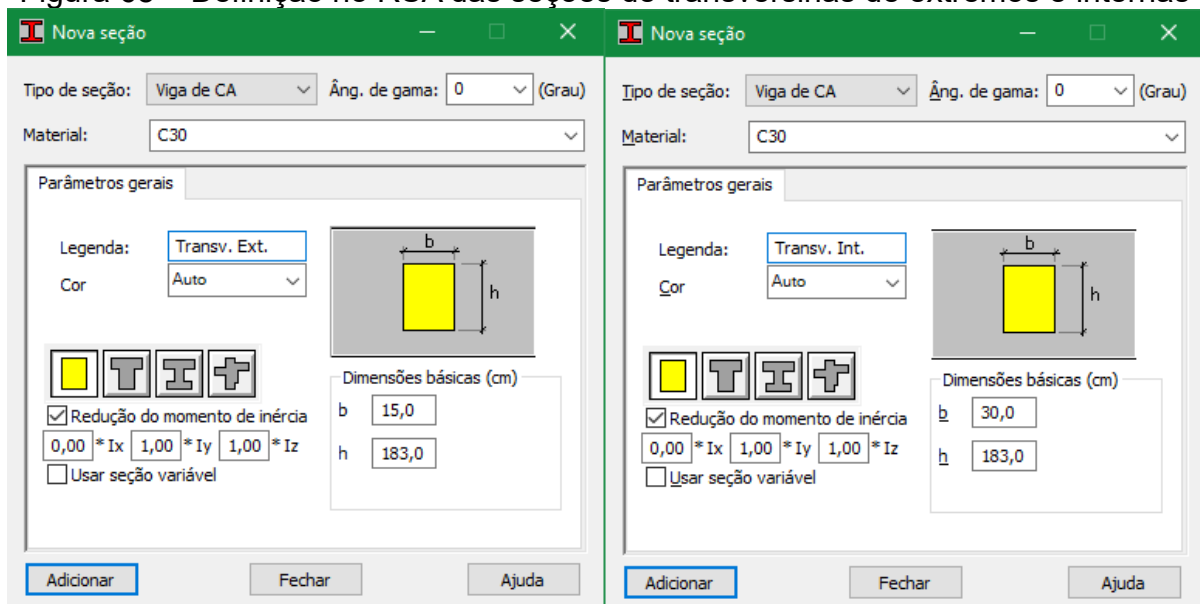 Nova seção
Tipo de seção: Viga de CA Âng. de gama: 0 (Grau)
Material: C30
Parâmetros gerais
Legenda: Transv. Ext.
Cor Auto
b
h
Redução do momento de inércia
0,00 * Ix 1,00 * Iy 1,00 * Iz
Usar seção variável
Dimensões básicas (cm)
b 15,0
h 183,0
Adicionar Fechar Ajuda
Nova seção
Tipo de seção: Viga de CA Âng. de gama: 0 (Grau)
Material: C30
Parâmetros gerais
Legenda: Transv. Int.
Cor Auto
b
h
Redução do momento de inércia
0,00 * Ix 1,00 * Iy 1,00 * Iz
Usar seção variável
Dimensões básicas (cm)
b 30,0
h 183,0
Adicionar Fechar Ajuda